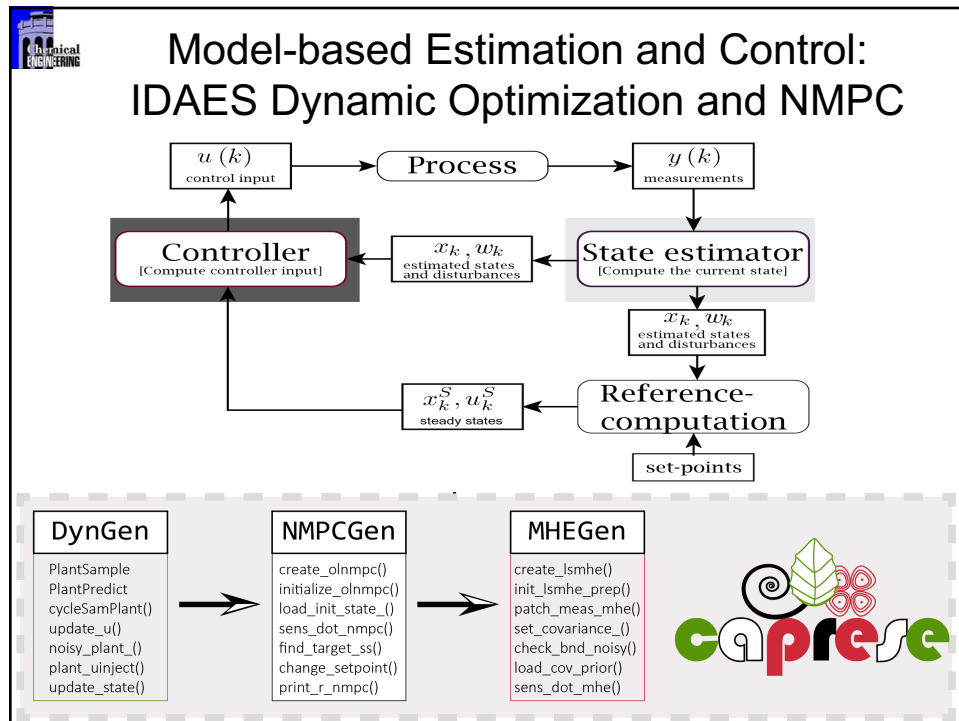 Chemical
ENGINEERING
Model-based Estimation and Control:
IDAES Dynamic Optimization and NMPC
u (k)
control input
Process
y (k)
measurements
Controller
[Compute controller input]
x_k, w_k
estimated states
and disturbances
State estimator
[Compute the current state]
x_k, w_k
estimated states
and disturbances
x_k^S, u_k^S
steady states
Reference-
computation
set-points
DynGen
PlantSample
PlantPredict
cycleSamPlant()
update_u()
noisy_plant_()
plant_uinject()
update_state()
NMPCGen
create_olnmpc()
initialize_olnmpc()
load_init_state_()
sens_dot_nmpc()
find_target_ss()
change_setpoint()
print_r_nmpc()
MHEGen
create_lsmhe()
init_lsmhe_prep()
patch_meas_mhe()
set_covariance_()
check_bnd_noisy()
load_cov_prior()
sens_dot_mhe()
caprese